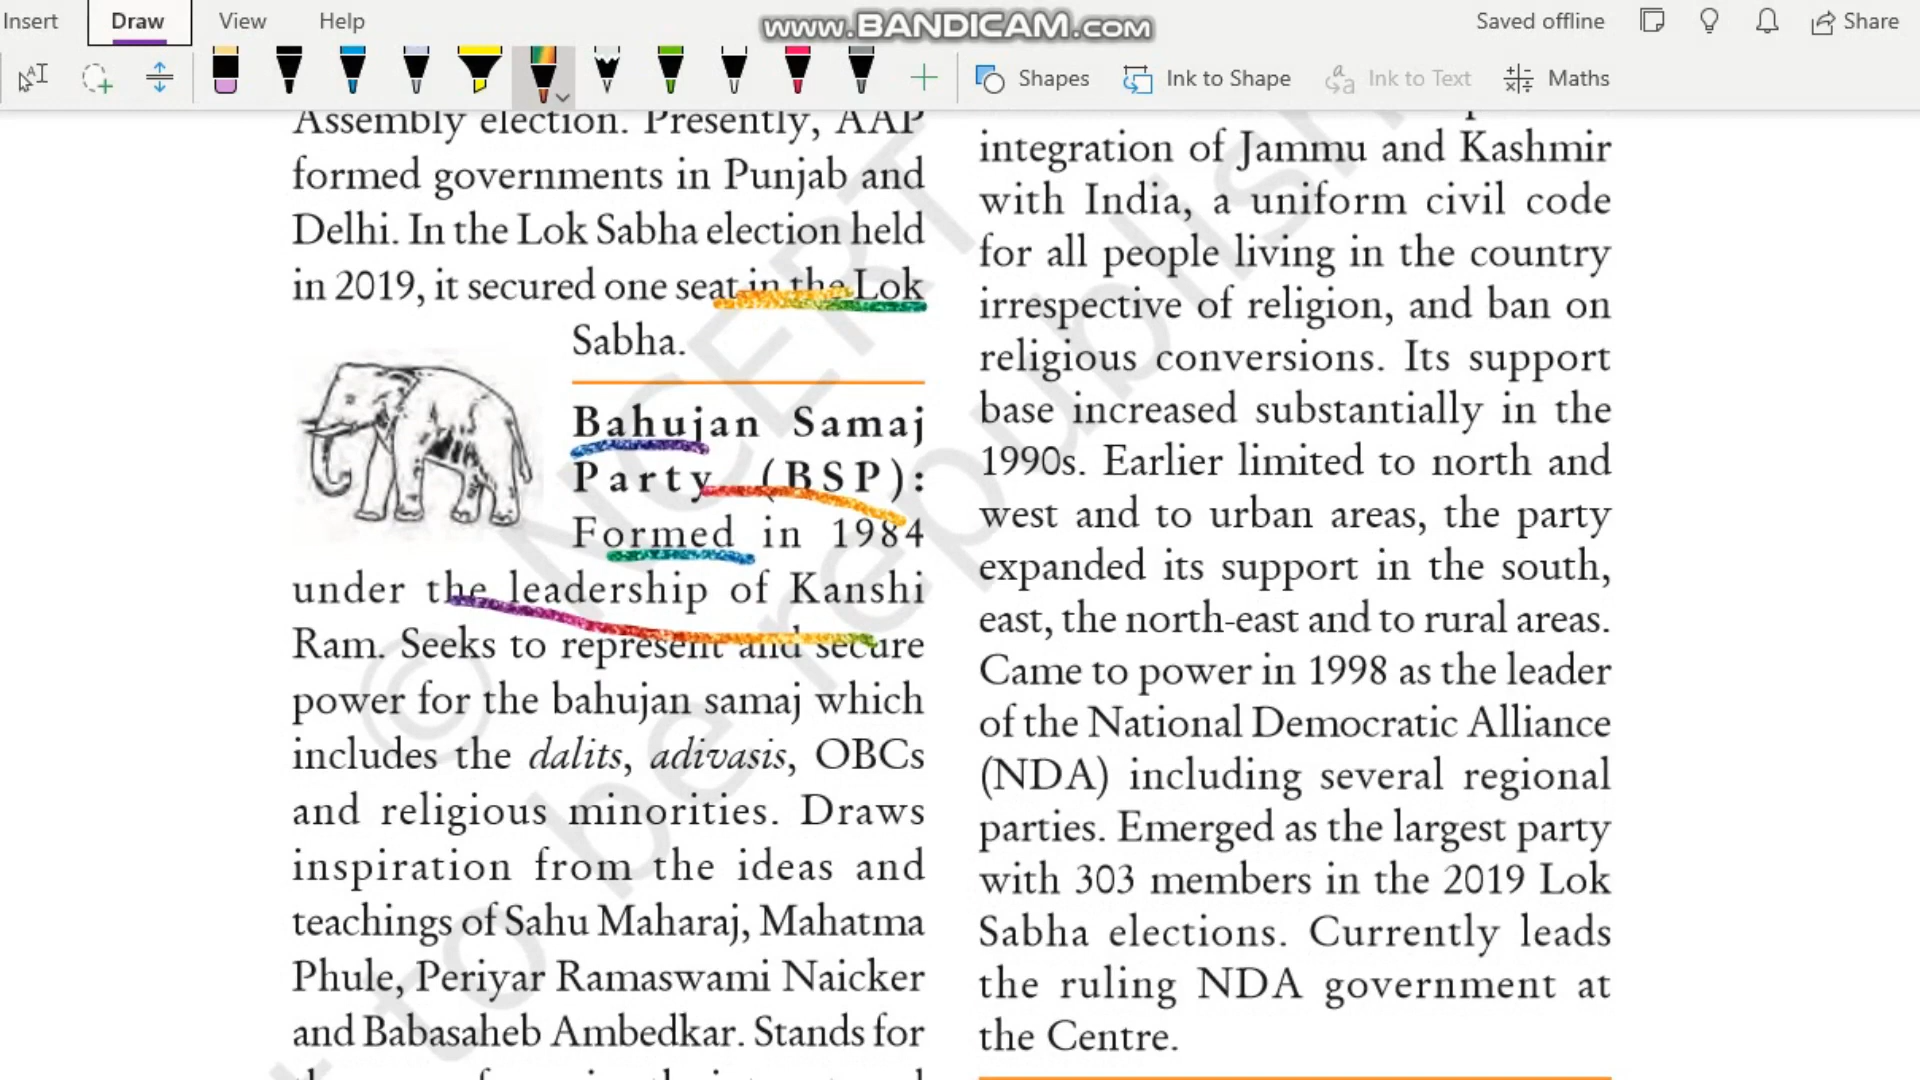 Insert Draw View Help
www.BANDICAM.com
Saved offline Share
Shapes Ink to Shape Ink to Text Maths
Assembly election. Presently, AAP
formed governments in Punjab and
Delhi. In the Lok Sabha election held
in 2019, it secured one seat in the Lok
Sabha.
Bahujan Samaj
Party (BSP):
Formed in 1984
under the leadership of Kanshi
Ram. Seeks to represent and secure
power for the bahujan samaj which
includes the dalits, adivasis, OBCs
and religious minorities. Draws
inspiration from the ideas and
teachings of Sahu Maharaj, Mahatma
Phule, Periyar Ramaswami Naicker
and Babasaheb Ambedkar. Stands for
integration of Jammu and Kashmir
with India, a uniform civil code
for all people living in the country
irrespective of religion, and ban on
religious conversions. Its support
base increased substantially in the
1990s. Earlier limited to north and
west and to urban areas, the party
expanded its support in the south,
east, the north-east and to rural areas.
Came to power in 1998 as the leader
of the National Democratic Alliance
(NDA) including several regional
parties. Emerged as the largest party
with 303 members in the 2019 Lok
Sabha elections. Currently leads
the ruling NDA government at
the Centre.
© NCERT
to be republish